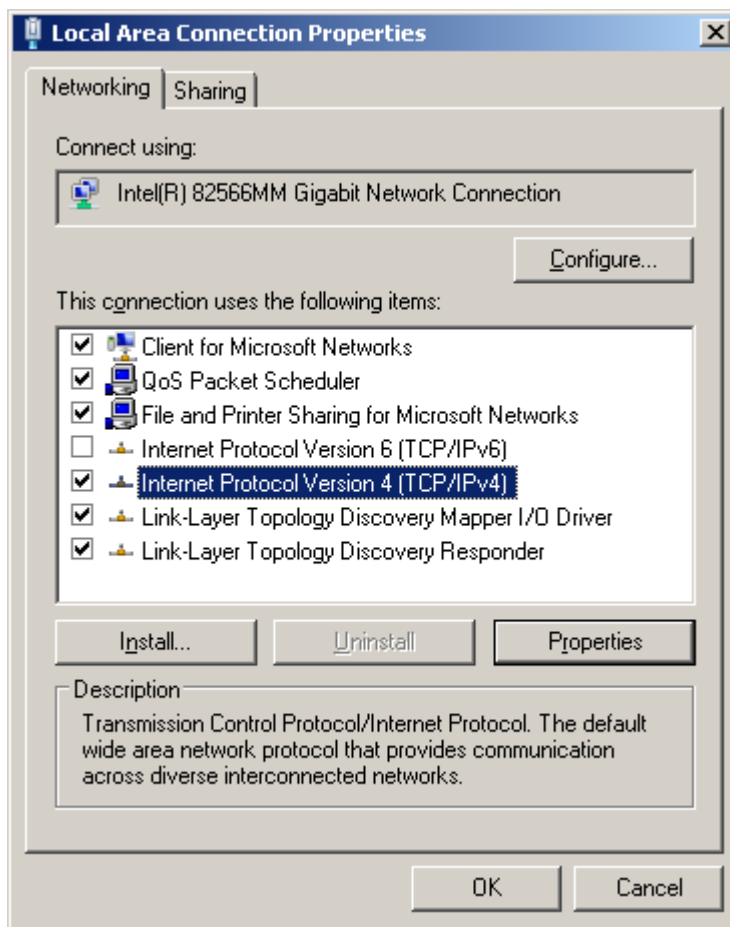 Local Area Connection Properties
Networking
Sharing
Connect using:
Intel(R) 82566MM Gigabit Network Connection
Configure...
This connection uses the following items:
Client for Microsoft Networks
QoS Packet Scheduler
File and Printer Sharing for Microsoft Networks
Internet Protocol Version 6 (TCP/IPv6)
Internet Protocol Version 4 (TCP/IPv4)
Link-Layer Topology Discovery Mapper I/O Driver
Link-Layer Topology Discovery Responder
Install...
Uninstall
Properties
Description
Transmission Control Protocol/Internet Protocol. The default
wide area network protocol that provides communication
across diverse interconnected networks.
OK
Cancel